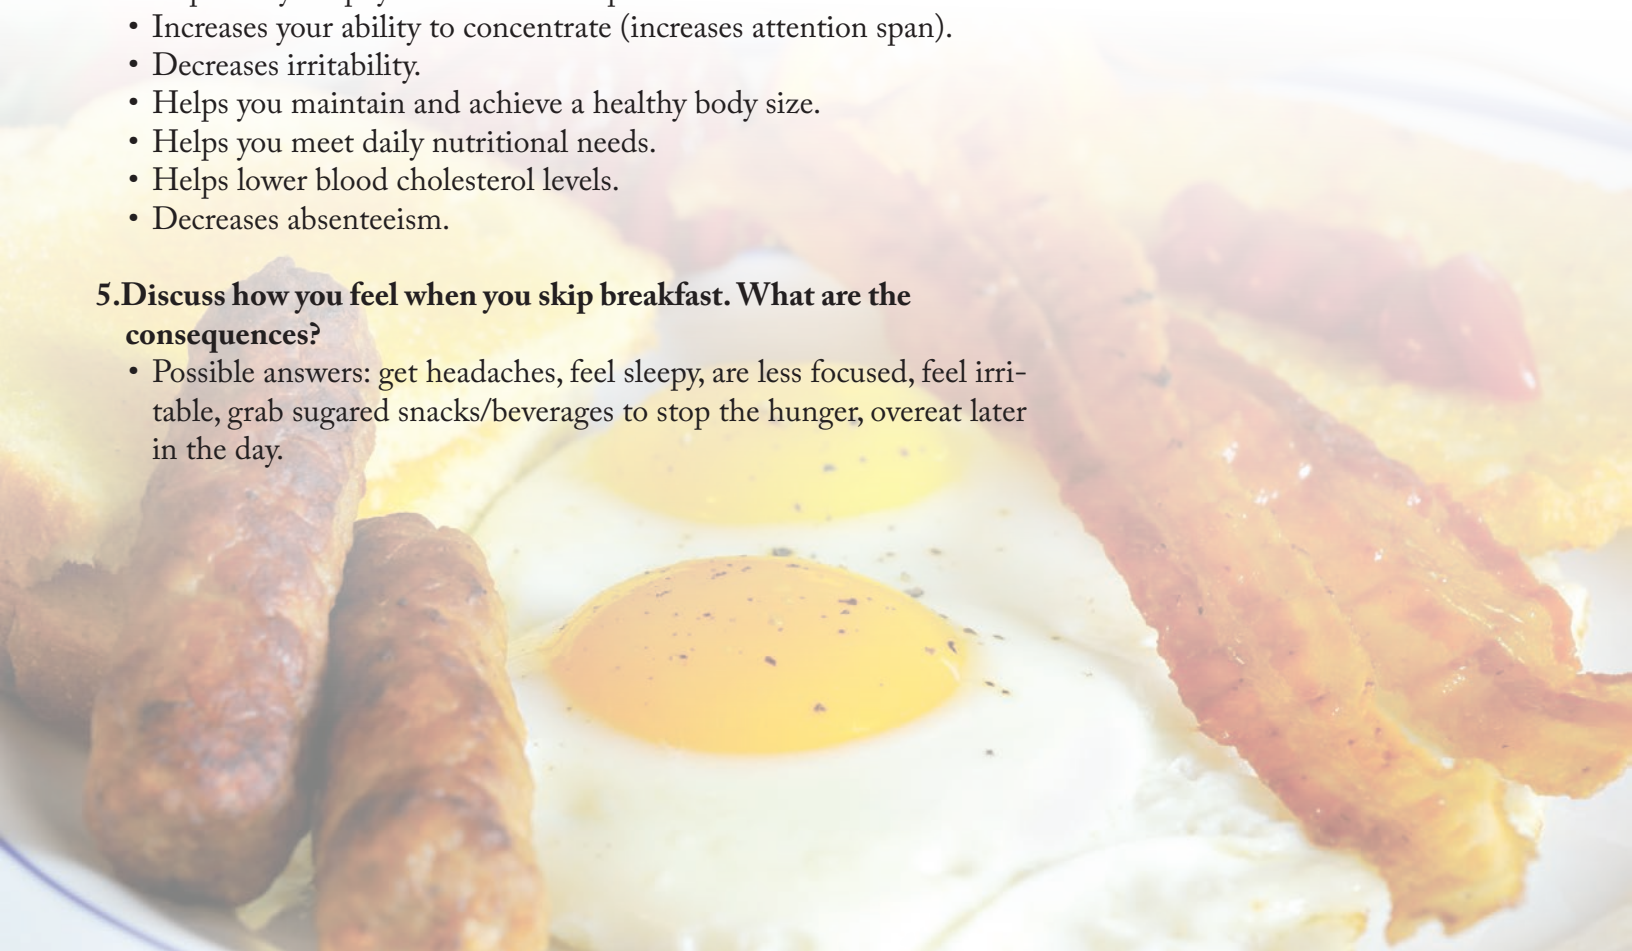 • Increases your ability to concentrate (increases attention span).
• Decreases irritability.
• Helps you maintain and achieve a healthy body size.
• Helps you meet daily nutritional needs.
• Helps lower blood cholesterol levels.
• Decreases absenteeism.
5.Discuss how you feel when you skip breakfast. What are the
consequences?
• Possible answers: get headaches, feel sleepy, are less focused, feel irri-
table, grab sugared snacks/beverages to stop the hunger, overeat later
in the day.